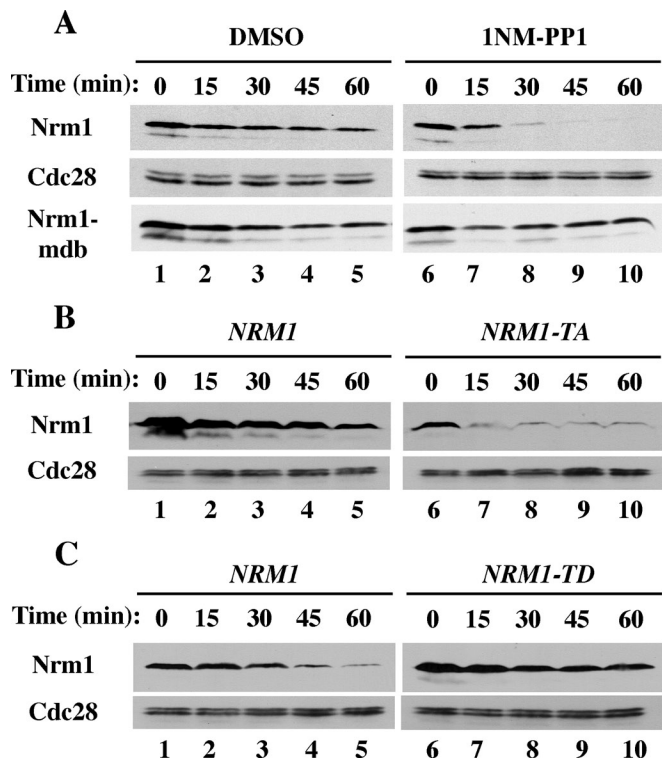 A
DMSO 1NM-PP1
Time (min): 0 15 30 45 60 0 15 30 45 60
Nrm1
Cdc28
Nrm1-
mdb
1 2 3 4 5 6 7 8 9 10
B
NRM1 NRM1-TA
Time (min): 0 15 30 45 60 0 15 30 45 60
Nrm1
Cdc28
1 2 3 4 5 6 7 8 9 10
C
NRM1 NRM1-TD
Time (min): 0 15 30 45 60 0 15 30 45 60
Nrm1
Cdc28
1 2 3 4 5 6 7 8 9 10